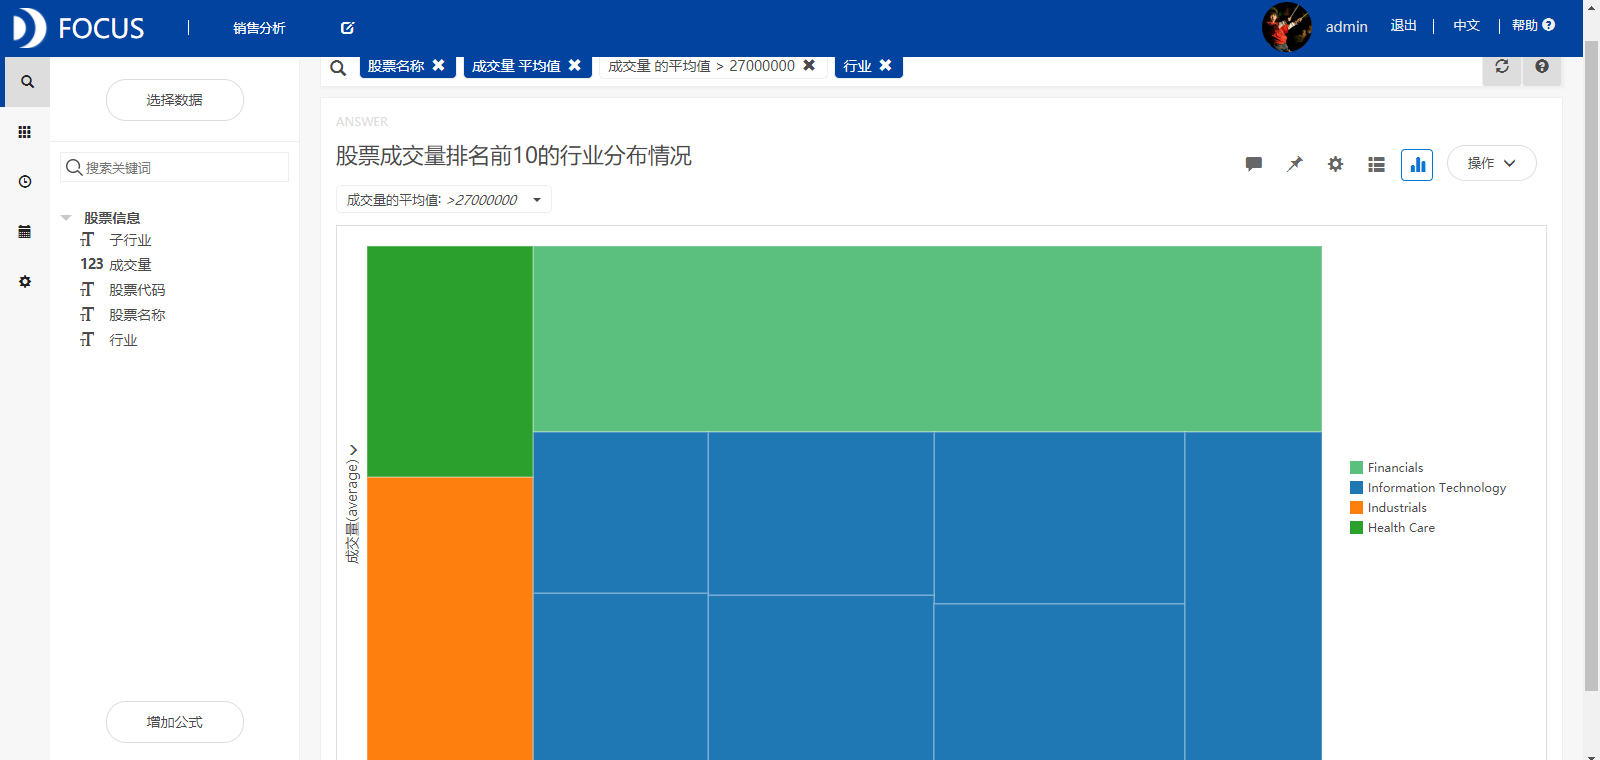 FOCUS
销售分析
admin
退出
中文
帮助
股票名称
成交量 平均值
成交量 的平均值 > 27000000
行业
选择数据
搜索关键词
股票信息
子行业
123 成交量
股票代码
股票名称
行业
增加公式
ANSWER
股票成交量排名前10的行业分布情况
操作
成交量的平均值: >27000000
成交量(average)
Financials
Information Technology
Industrials
Health Care